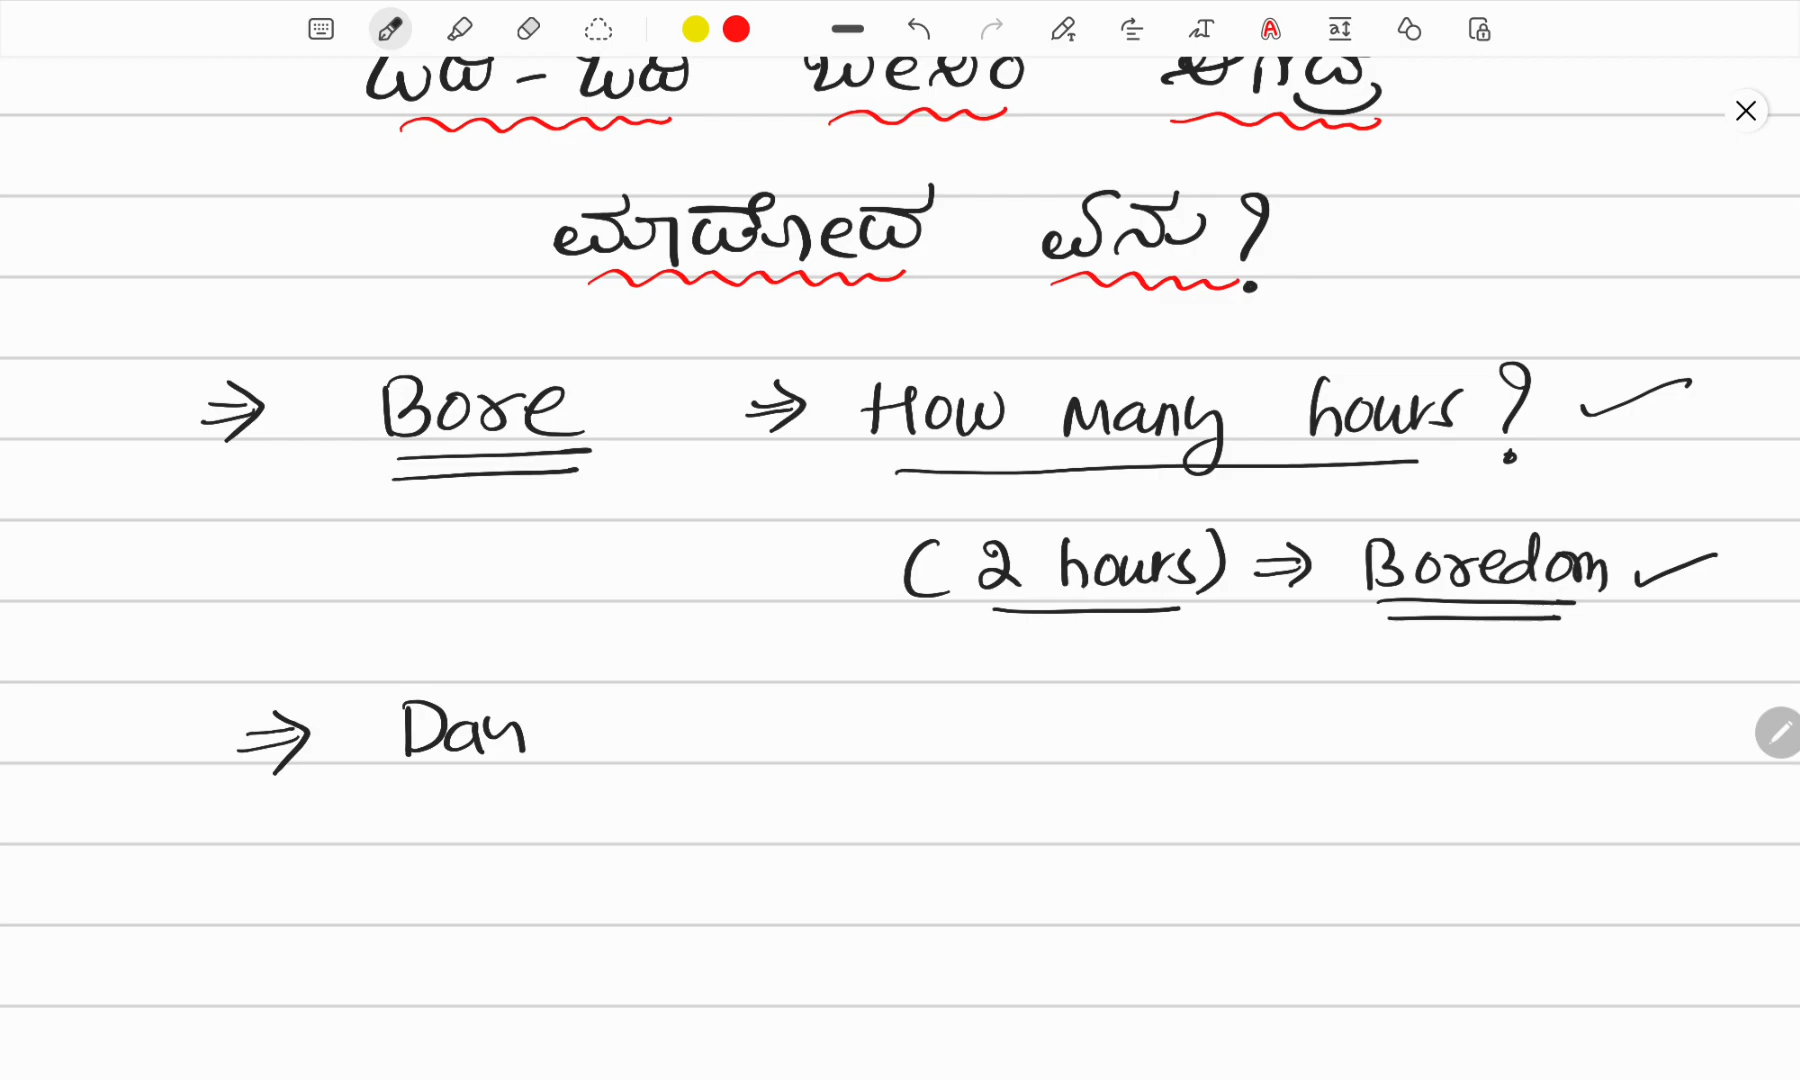 ಮಾಡೋದ ಏನು?
⇒ Bore ⇒ How many hours? ✓
(2 hours) ⇒ Boredom ✓
⇒ Day